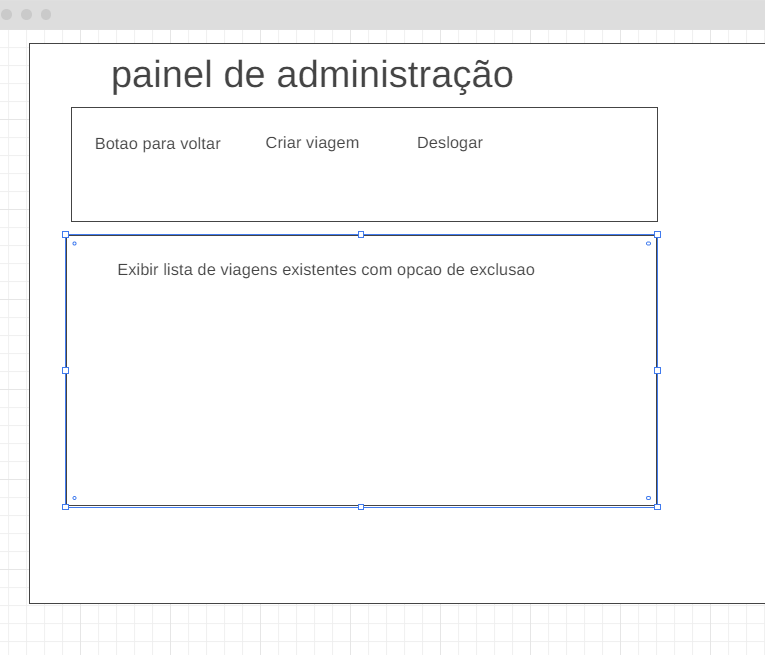 painel de administração
Botao para voltar Criar viagem Deslogar
Exibir lista de viagens existentes com opcao de exclusao